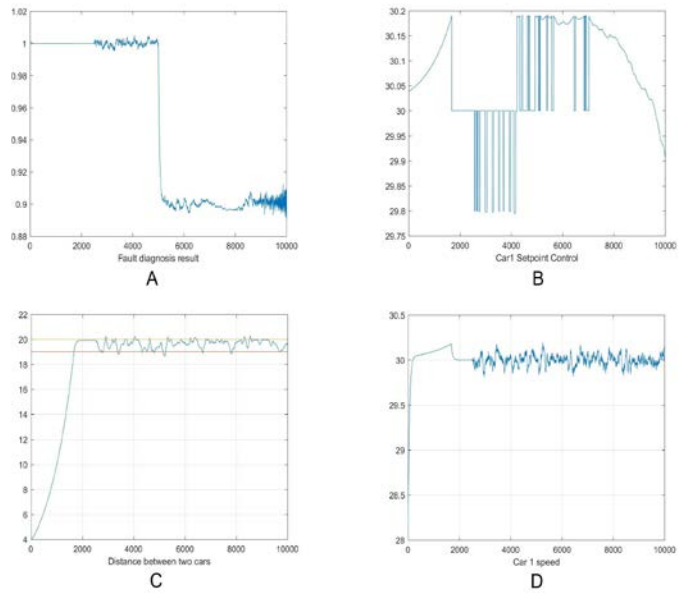 1.02
1
0.98
0.96
0.94
0.92
0.9
0.88
0 2000 4000 6000 8000 10000
Fault diagnosis result
A
30.2
30.15
30.1
30.05
30
29.95
29.9
29.85
29.8
29.75
0 2000 4000 6000 8000 10000
Car1 Setpoint Control
B
22
20
18
16
14
12
10
8
6
4
0 2000 4000 6000 8000 10000
Distance between two cars
C
30.5
30
29.5
29
28.5
28
0 2000 4000 6000 8000 10000
Car 1 speed
D